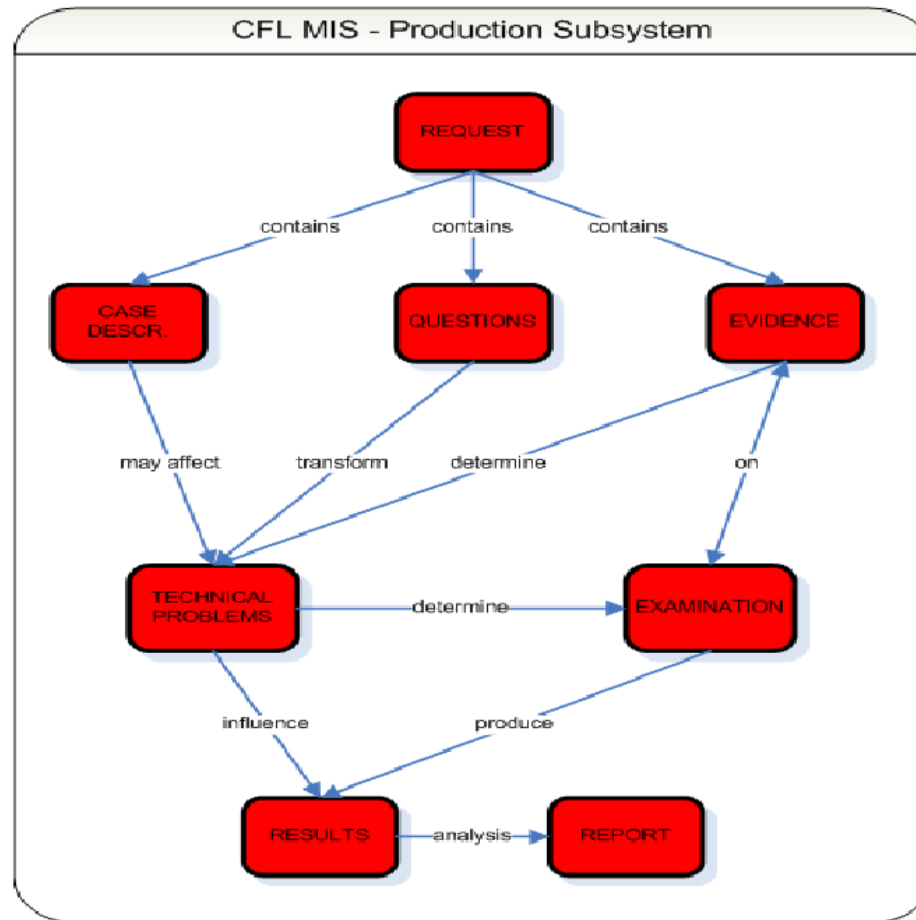 CFL MIS - Production Subsystem
REQUEST
contains
contains
contains
CASE
DESCR.
QUESTIONS
EVIDENCE
may affect
transform
determine
on
TECHNICAL
PROBLEMS
determine
EXAMINATION
influence
produce
RESULTS
analysis
REPORT